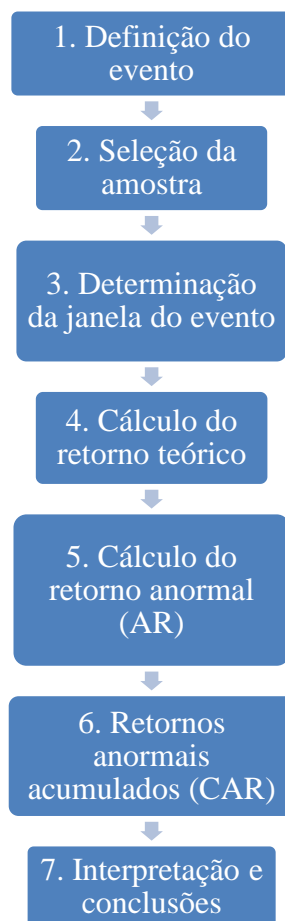 1. Definição do
evento
2. Seleção da
amostra
3. Determinação
da janela do evento
4. Cálculo do
retorno teórico
5. Cálculo do
retorno anormal
(AR)
6. Retornos
anormais
acumulados (CAR)
7. Interpretação e
conclusões